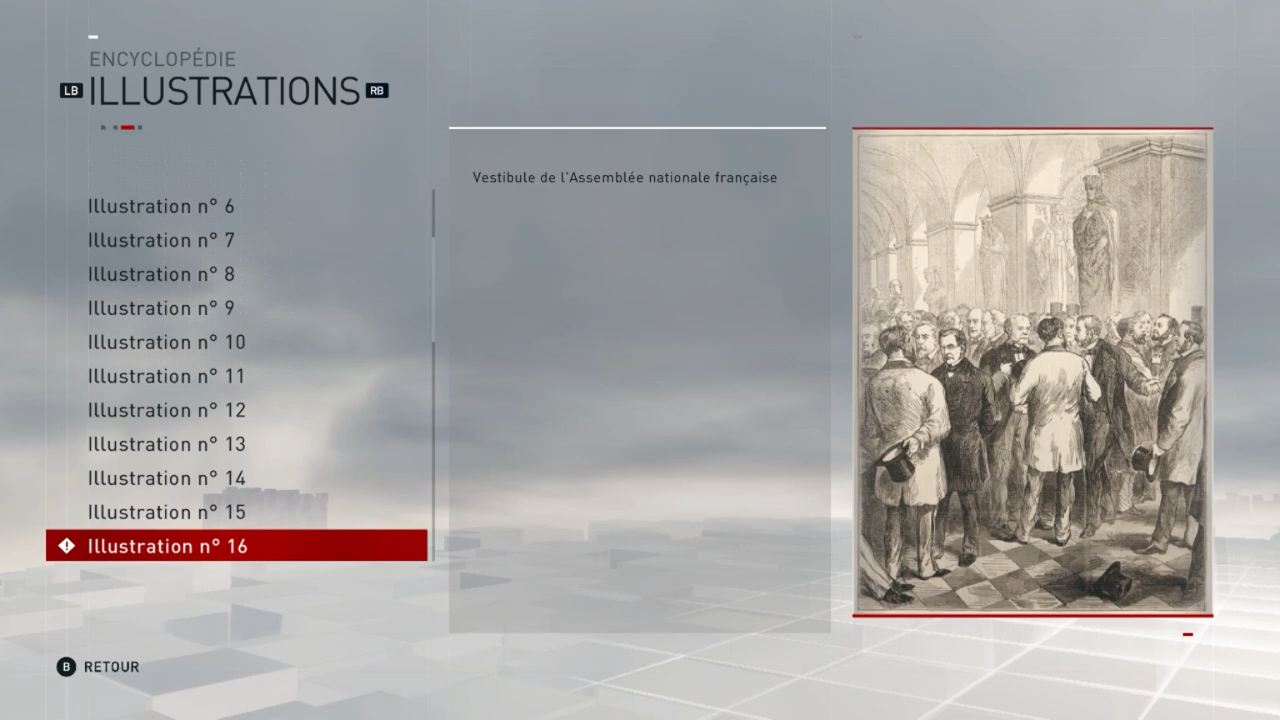 ENCYCLOPÉDIE
LB ILLUSTRATIONS RB
Vestibule de l'Assemblée nationale française
Illustration n° 6
Illustration n° 7
Illustration n° 8
Illustration n° 9
Illustration n° 10
Illustration n° 11
Illustration n° 12
Illustration n° 13
Illustration n° 14
Illustration n° 15
Illustration n° 16
B RETOUR